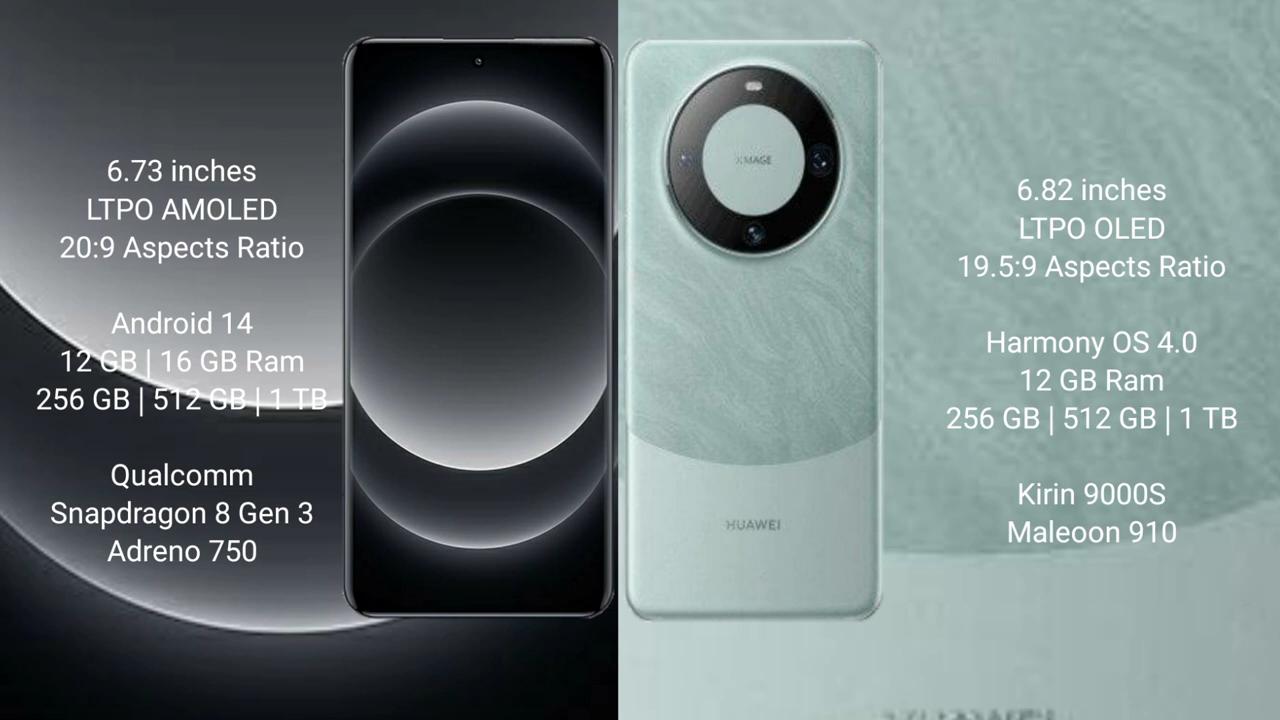 6.73 inches
LTPO AMOLED
20:9 Aspects Ratio
Android 14
12 GB | 16 GB Ram
256 GB | 512 GB | 1 TB
Qualcomm
Snapdragon 8 Gen 3
Adreno 750
XMAGE
HUAWEI
6.82 inches
LTPO OLED
19.5:9 Aspects Ratio
Harmony OS 4.0
12 GB Ram
256 GB | 512 GB | 1 TB
Kirin 9000S
Maleoon 910